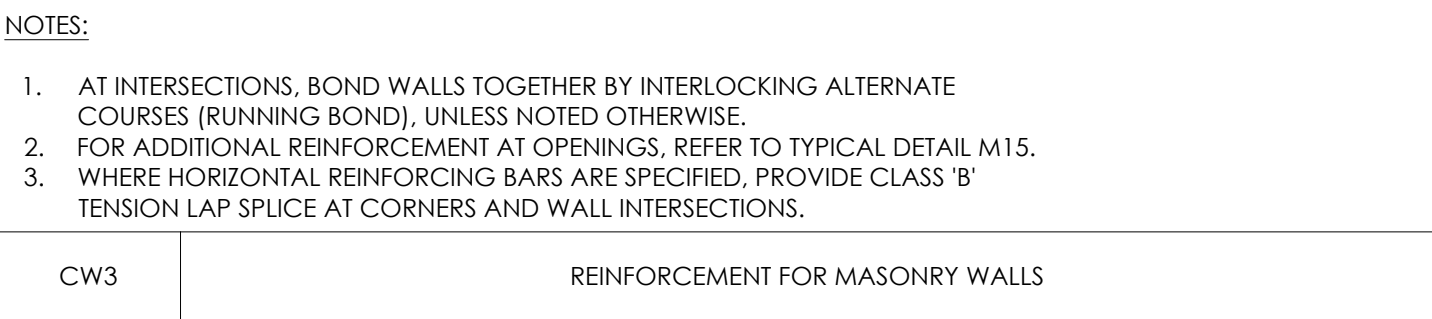 NOTES:
1. AT INTERSECTIONS, BOND WALLS TOGETHER BY INTERLOCKING ALTERNATE
COURSES (RUNNING BOND), UNLESS NOTED OTHERWISE.
2. FOR ADDITIONAL REINFORCEMENT AT OPENINGS, REFER TO TYPICAL DETAIL M15.
3. WHERE HORIZONTAL REINFORCING BARS ARE SPECIFIED, PROVIDE CLASS 'B'
TENSION LAP SPLICE AT CORNERS AND WALL INTERSECTIONS.
CW3 REINFORCEMENT FOR MASONRY WALLS